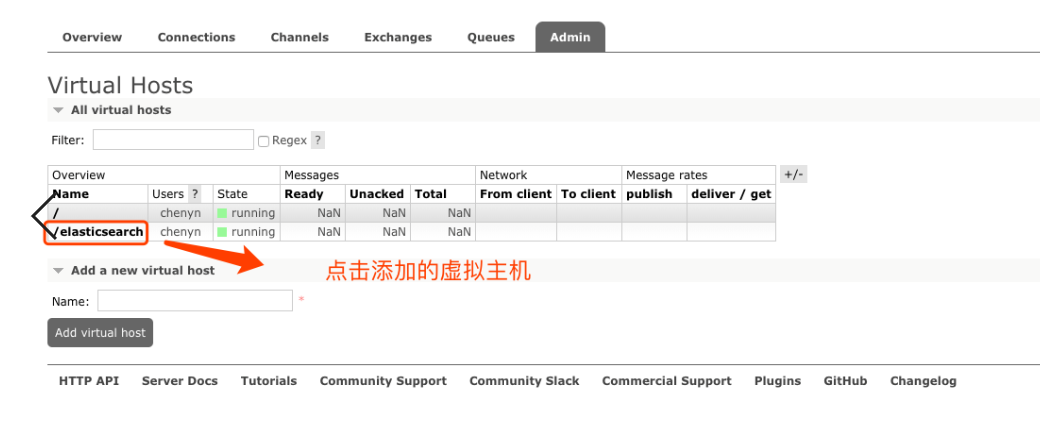 Overview Connections Channels Exchanges Queues Admin
Virtual Hosts
All virtual hosts
Filter: Regex ?
Overview Messages Network Message rates +/-
Name Users ? State Ready Unacked Total From client To client publish deliver / get
/ chenyn running NaN NaN NaN
/elasticsearch chenyn running NaN NaN NaN
点击添加的虚拟主机
Add a new virtual host
Name: *
Add virtual host
HTTP API Server Docs Tutorials Community Support Community Slack Commercial Support Plugins GitHub Changelog